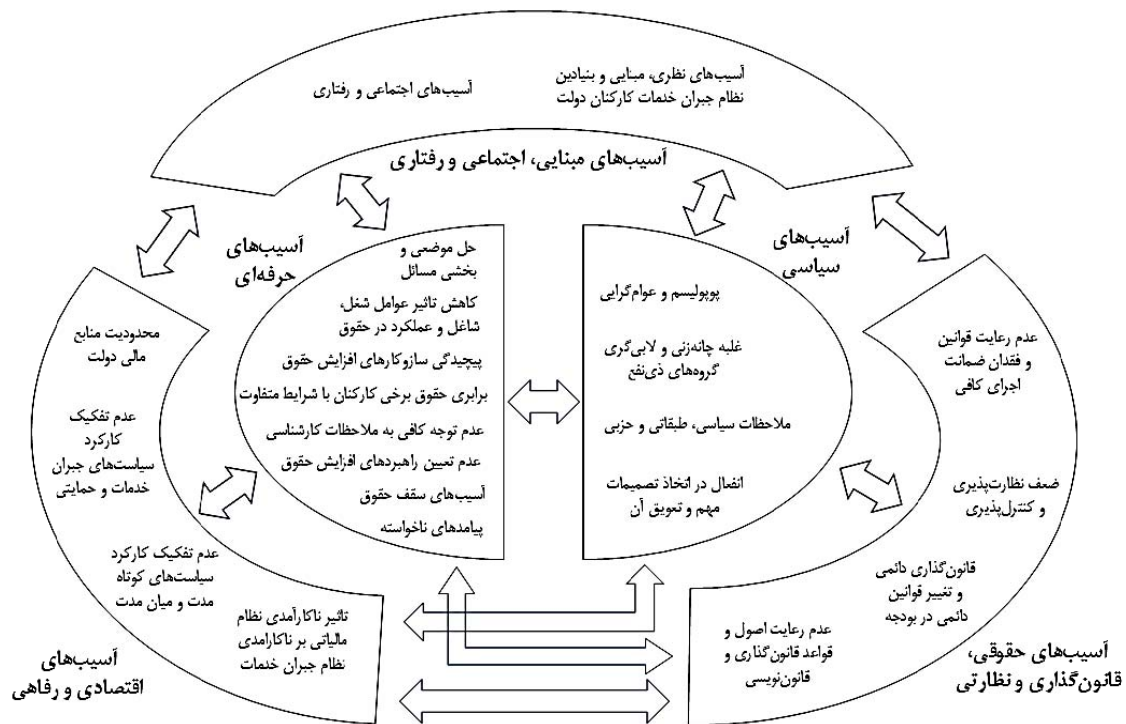 آسیب‌های نظری، مبنایی و بنیادین
نظام جبران خدمات کارکنان دولت
آسیب‌های اجتماعی و رفتاری
آسیب‌های مبنایی، اجتماعی و رفتاری
آسیب‌های
سیاسی
پوپولیسم و عوام‌گرایی
غلبه چانه‌زنی و لابی‌گری
گروه‌های ذی‌نفع
ملاحظات سیاسی، طبقاتی و حزبی
انفعال در اتخاذ تصمیمات
مهم و تعویق آن
آسیب‌های
حرفه‌ای
حل موضعی و
بخشی مسائل
کاهش تاثیر عوامل شغل،
شاغل و عملکرد در حقوق
پیچیدگی سازوکارهای افزایش حقوق
برابری حقوق برخی کارکنان با شرایط متفاوت
عدم توجه کافی به ملاحظات کارشناسی
عدم تعیین راهبردهای افزایش حقوق
آسیب‌های سقف حقوق
پیامدهای ناخواسته
عدم رعایت قوانین
و فقدان ضمانت
اجرای کافی
ضعف نظارت‌پذیری
و کنترل‌پذیری
قانون‌گذاری دائمی
و تغییر قوانین
دائمی در بودجه
عدم رعایت اصول و
قواعد قانون‌گذاری و
قانون‌نویسی
آسیب‌های حقوقی،
قانون‌گذاری و نظارتی
محدودیت منابع
مالی دولت
عدم تفکیک
کارکرد
سیاست‌های جبران
خدمات و حمایتی
عدم تفکیک کارکرد
سیاست‌های کوتاه
مدت و میان مدت
تاثیر ناکارآمدی نظام
مالیاتی بر ناکارامدی
نظام جبران خدمات
آسیب‌های
اقتصادی و رفاهی